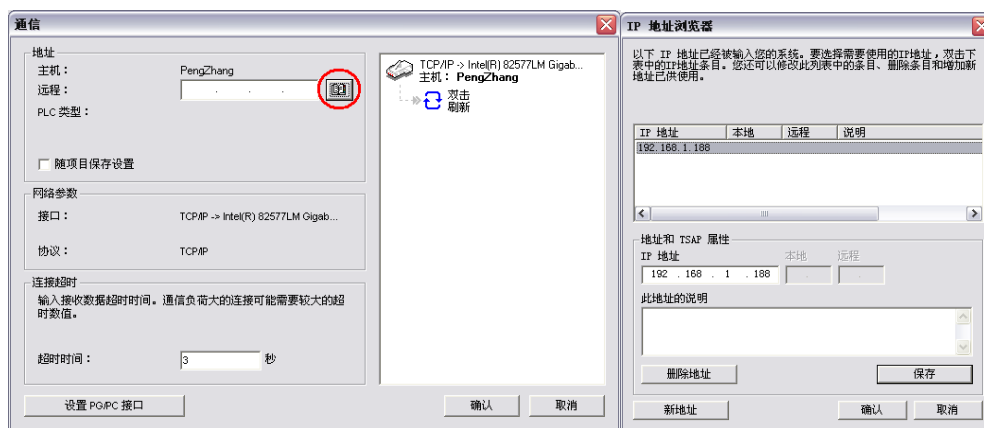 通信
地址
主机： PengZhang
远程： . . .
PLC 类型：
随项目保存设置
网络参数
接口： TCP/IP -> Intel(R) 82577LM Gigab...
协议： TCP/IP
连接超时
输入接收数据超时时间。通信负荷大的连接可能需要较大的超
时数值。
超时时间： 3 秒
设置 PG/PC 接口
确认 取消
TCP/IP -> Intel(R) 82577LM Gigab...
主机： PengZhang
双击
刷新
IP 地址浏览器
以下 IP 地址已经被输入您的系统。要选择需要使用的IP地址，双击下
表中的IP地址条目。您还可以修改此列表中的条目、删除条目和增加新
地址已供使用。
IP 地址 本地 远程 说明
192.168.1.188
地址和 TSAP 属性
IP 地址 本地 远程
192 . 168 . 1 . 188 . .
此地址的说明
删除地址 保存
新地址 确认 取消